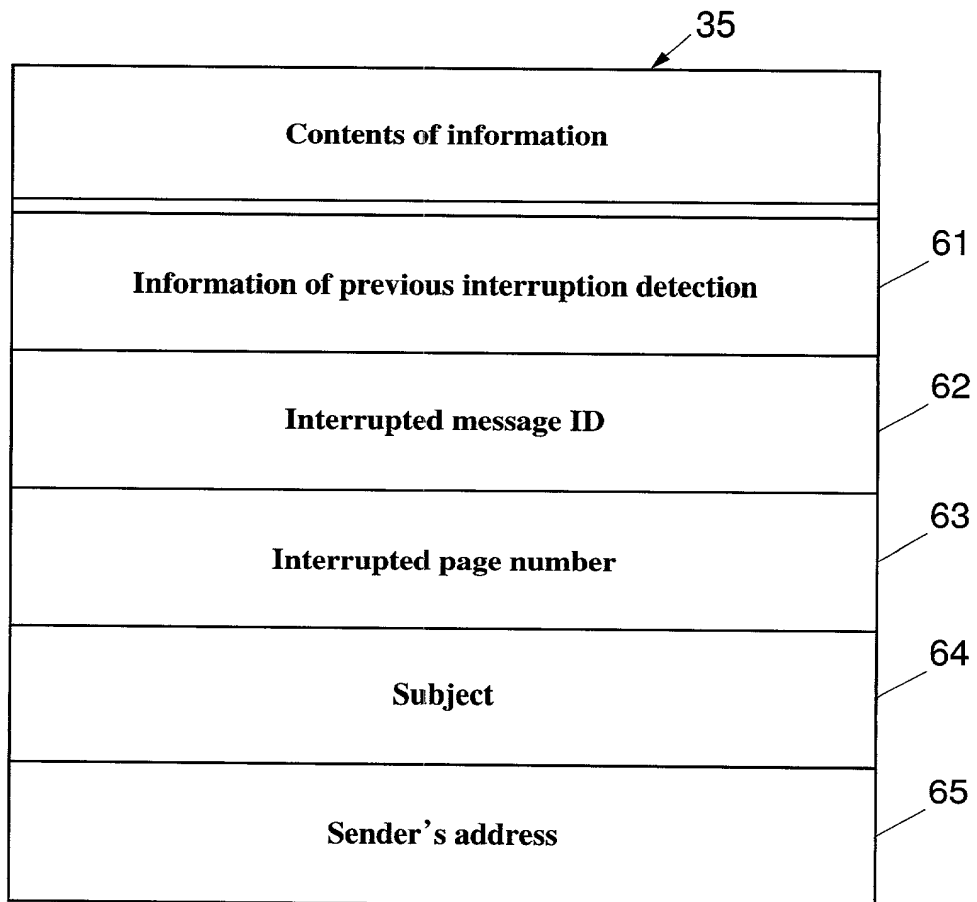 35
Contents of information
61
Information of previous interruption detection
62
Interrupted message ID
63
Interrupted page number
64
Subject
65
Sender's address